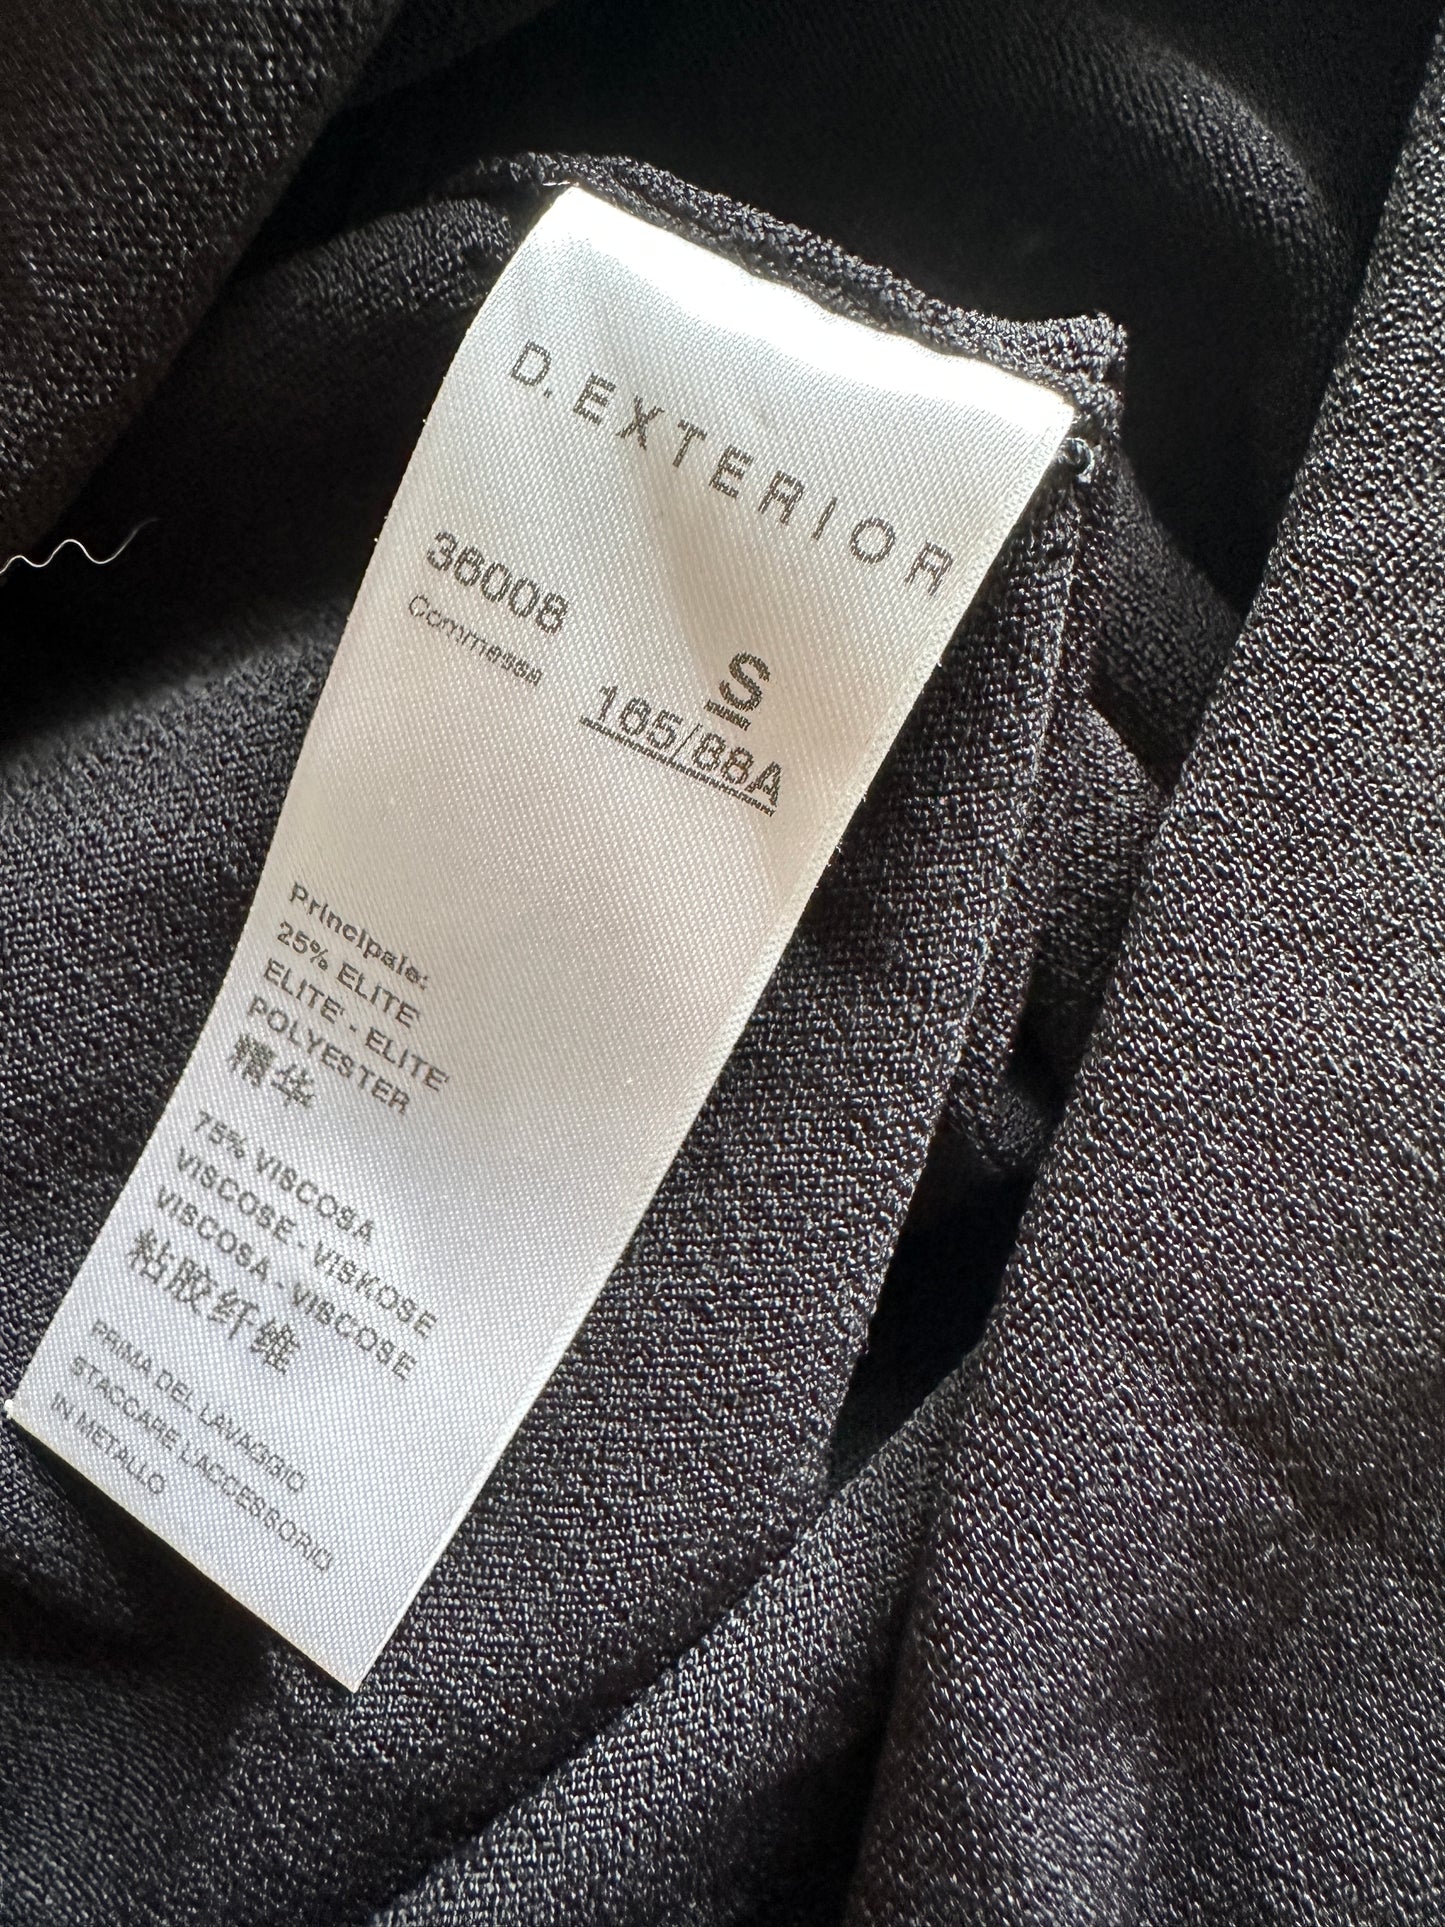 D. EXTERIOR
36008
Commessa
S
165/88A
Principale:
25% ELITE'
ELITE' - ELITE'
POLYESTER
精华
75% VISCOSA
VISCOSE - VISKOSE
VISCOSA - VISCOSE
粘胶纤维
PRIMA DEL LAVAGGIO
STACCARE L'ACCESSORIO
IN METALLO